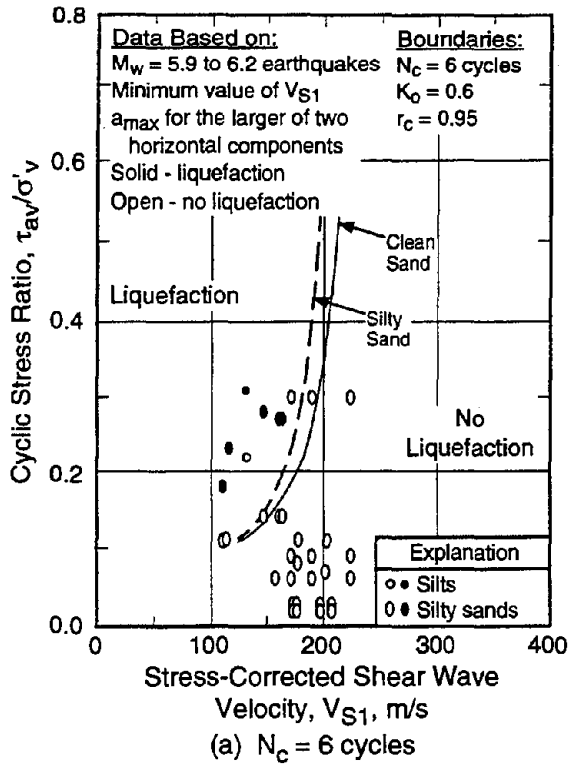 0.8
Data Based on:
M_w = 5.9 to 6.2 earthquakes
Minimum value of V_S1
a_max for the larger of two
horizontal components
Solid - liquefaction
Open - no liquefaction
Boundaries:
N_c = 6 cycles
K_o = 0.6
r_c = 0.95
Cyclic Stress Ratio, τ_av/σ'_v
0.6
Clean
Sand
Liquefaction
Silty
Sand
0.4
No
Liquefaction
0.2
Explanation
Silts
Silty sands
0.0
0
100
200
300
400
Stress-Corrected Shear Wave
Velocity, V_S1, m/s
(a) N_c = 6 cycles